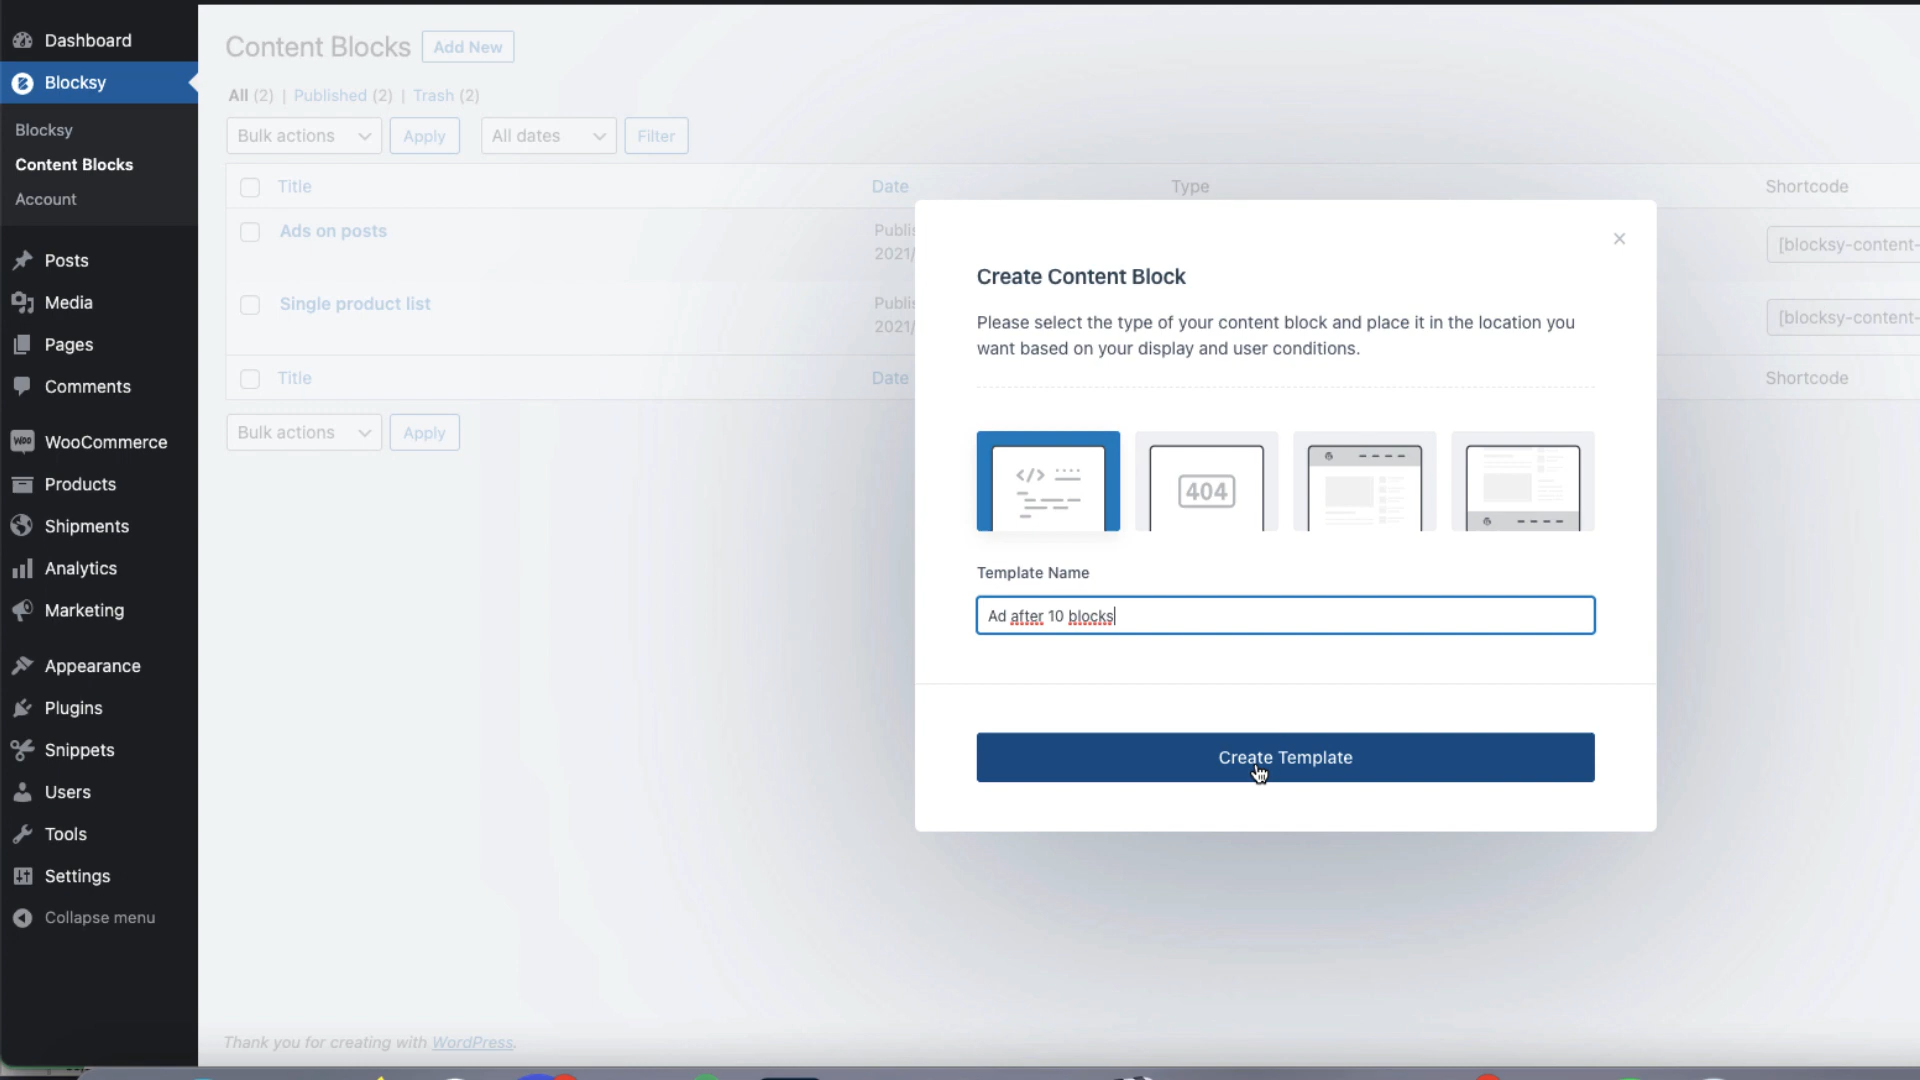 Dashboard
Blocksy
Blocksy
Content Blocks
Account
Posts
Media
Pages
Comments
WooCommerce
Products
Shipments
Analytics
Marketing
Appearance
Plugins
Snippets
Users
Tools
Settings
Collapse menu
Content Blocks Add New
All (2) | Published (2) | Trash (2)
Bulk actions Apply All dates Filter
Title Date Type Shortcode
Ads on posts Publis [blocksy-content-
2021/
Single product list Publis [blocksy-content-
2021/
Title Date Shortcode
Bulk actions Apply
Create Content Block
Please select the type of your content block and place it in the location you
want based on your display and user conditions.
</> 404
Template Name
Ad after 10 blocks
Create Template
Thank you for creating with WordPress.